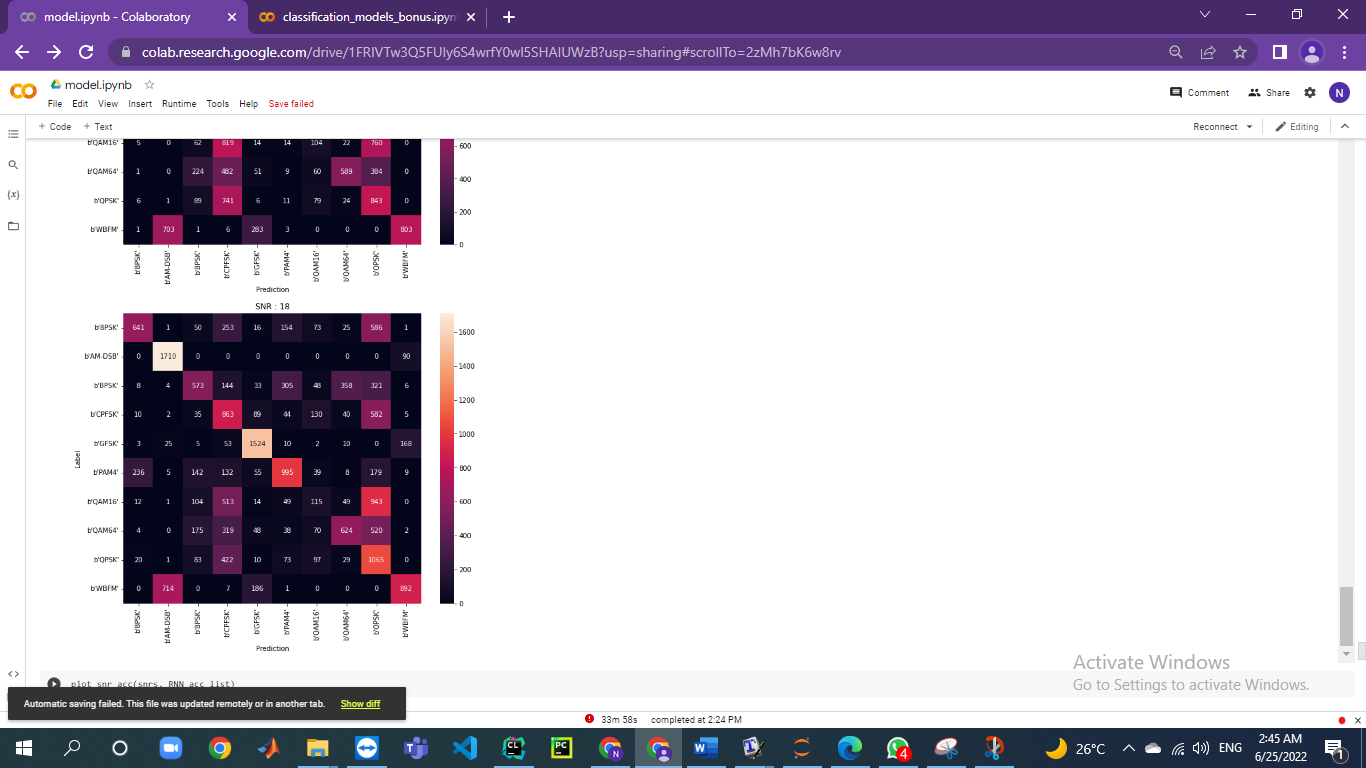 model.ipynb - Colaboratory
classification_models_bonus.ipyn
colab.research.google.com/drive/1FRIVTw3Q5FUIy6S4wrfY0wl5SHAIUWzB?usp=sharing#scrollTo=2zMh7bK6w8rv
model.ipynb
Comment Share N
File Edit View Insert Runtime Tools Help Save failed
+ Code + Text Reconnect Editing
b'QAM16' 5 0 62 819 14 14 104 22 760 0
b'QAM64' 1 0 224 482 51 9 60 589 384 0
b'QPSK' 6 1 89 741 6 11 79 24 843 0
b'WBFM' 1 703 1 6 283 3 0 0 0 803
600
400
200
0
b'8PSK' b'AM-DSB' b'BPSK' b'CPFSK' b'GFSK' b'PAM4' b'QAM16' b'QAM64' b'QPSK' b'WBFM'
Prediction
SNR : 18
b'8PSK' 641 1 50 253 16 154 73 25 586 1
b'AM-DSB' 0 1710 0 0 0 0 0 0 0 90
b'BPSK' 8 4 573 144 33 305 48 358 321 6
b'CPFSK' 10 2 35 863 89 44 130 40 582 5
b'GFSK' 3 25 5 53 1524 10 2 10 0 168
b'PAM4' 236 5 142 132 55 995 39 8 179 9
b'QAM16' 12 1 104 513 14 49 115 49 943 0
b'QAM64' 4 0 175 319 48 38 70 624 520 2
b'QPSK' 20 1 83 422 10 73 97 29 1065 0
b'WBFM' 0 714 0 7 186 1 0 0 0 892
Label
1600
1400
1200
1000
800
600
400
200
0
b'8PSK' b'AM-DSB' b'BPSK' b'CPFSK' b'GFSK' b'PAM4' b'QAM16' b'QAM64' b'QPSK' b'WBFM'
Prediction
Activate Windows
Go to Settings to activate Windows.
plot_snr_acc(snrs, RNN_acc_list)
Automatic saving failed. This file was updated remotely or in another tab. Show diff
33m 58s completed at 2:24 PM
26°C ENG 2:45 AM
6/25/2022